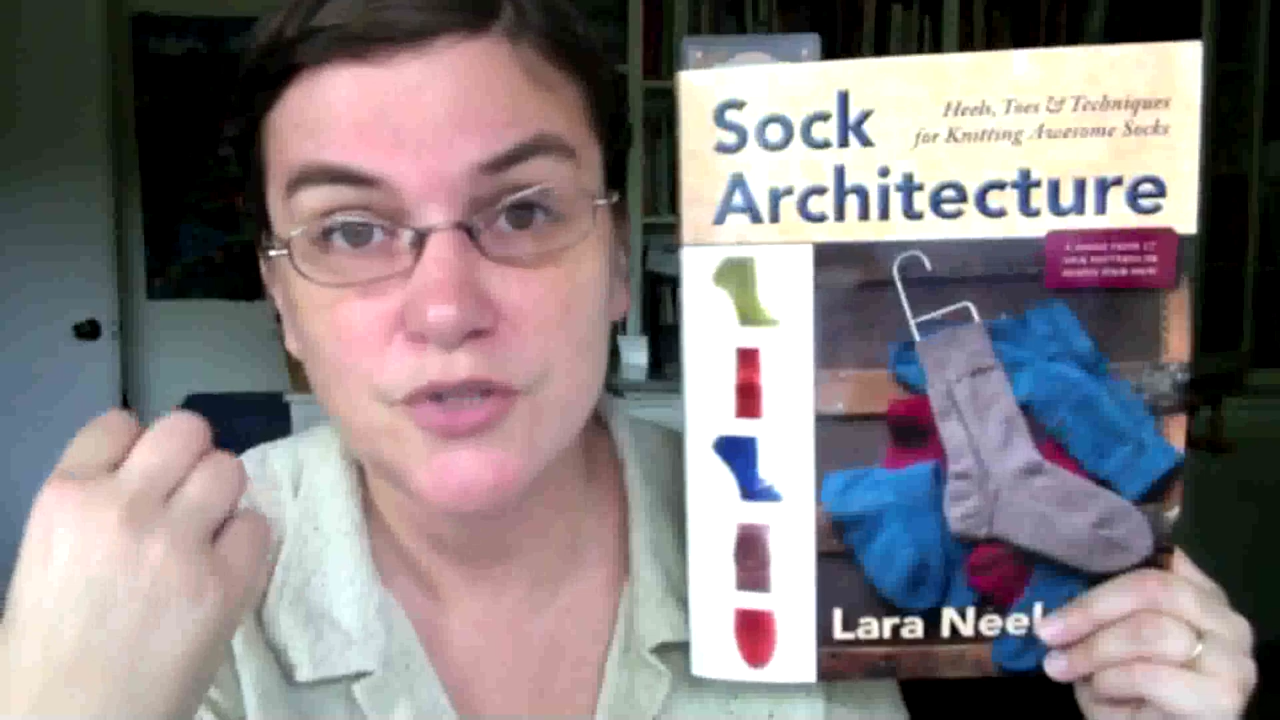 Sock
Architecture
Heels, Toes & Techniques
for Knitting Awesome Socks
Lara Neel